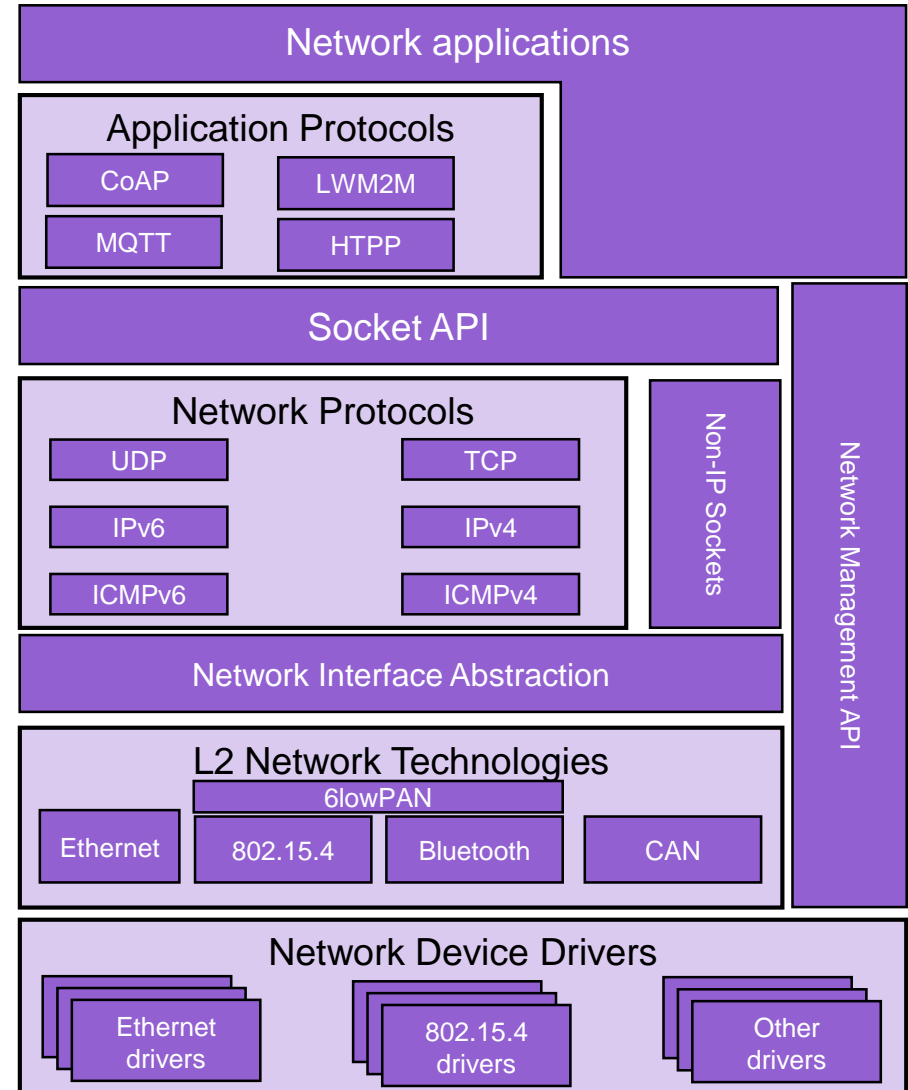 Network applications
Application Protocols
CoAP
LWM2M
MQTT
HTPP
Socket API
Network Protocols
UDP
TCP
IPv6
IPv4
ICMPv6
ICMPv4
Non-IP Sockets
Network Management API
Network Interface Abstraction
L2 Network Technologies
6lowPAN
Ethernet
802.15.4
Bluetooth
CAN
Network Device Drivers
Ethernet
drivers
802.15.4
drivers
Other
drivers